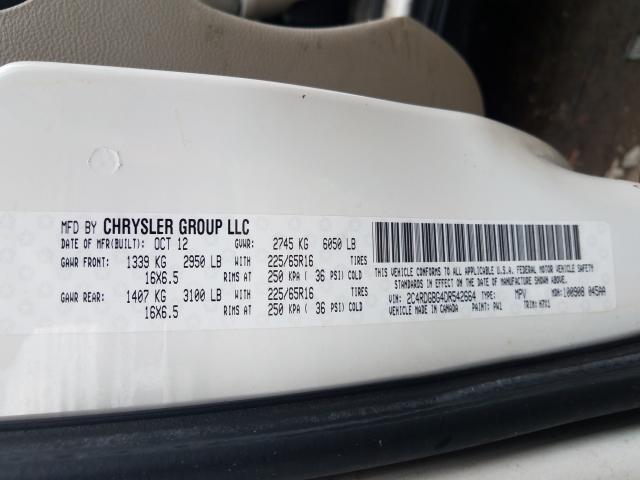 MFD BY CHRYSLER GROUP LLC
DATE OF MFR(BUILT): OCT 12 GVWR: 2745 KG 6050 LB
GAWR FRONT: 1339 KG 2950 LB WITH 225/65R16 TIRES
16X6.5 RIMS AT 250 KPA ( 36 PSI) COLD
GAWR REAR: 1407 KG 3100 LB WITH 225/65R16 TIRES
16X6.5 RIMS AT 250 KPA ( 36 PSI) COLD
THIS VEHICLE CONFORMS TO ALL APPLICABLE U.S.A. FEDERAL MOTOR VEHICLE SAFETY
STANDARDS IN EFFECT ON THE DATE OF MANUFACTURE SHOWN ABOVE.
VIN: 2C4RDGBG4DR542664 TYPE: MPV MDH: 100908 045AA
VEHICLE MADE IN CANADA PAINT: PW1 TRIM: